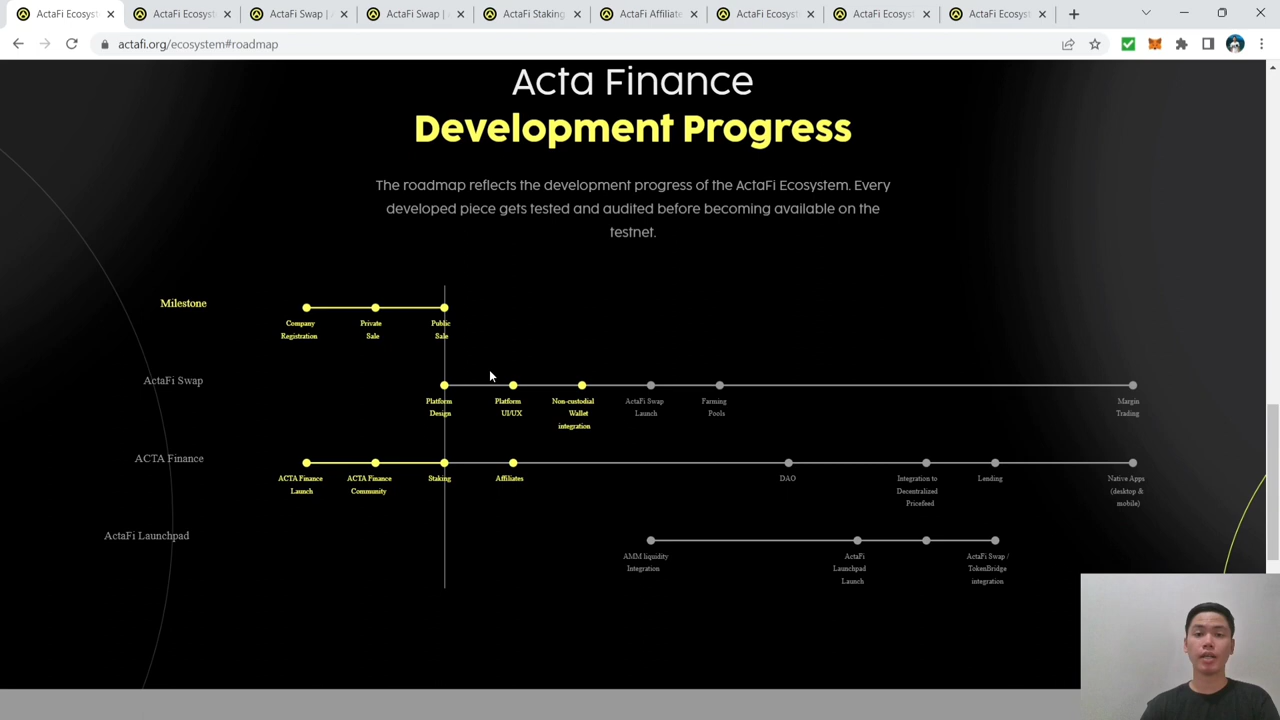 ActaFi Ecosyst
ActaFi Ecosyst
ActaFi Swap | 
ActaFi Swap |
ActaFi Staking
ActaFi Affiliate
ActaFi Ecosyst
ActaFi Ecosyst
ActaFi Ecosyst
actafi.org/ecosystem#roadmap
Acta Finance
Development Progress
The roadmap reflects the development progress of the ActaFi Ecosystem. Every
developed piece gets tested and audited before becoming available on the
testnet.
Milestone
Company
Registration
Private
Sale
Public
Sale
ActaFi Swap
Platform
Design
Platform
UI/UX
Non-custodial
Wallet
integration
ActaFi Swap
Launch
Farming
Pools
Margin
Trading
ACTA Finance
ACTA Finance
Launch
ACTA Finance
Community
Staking
Affiliates
DAO
Integration to
Decentralized
Pricefeed
Lending
Native Apps
(desktop &
mobile)
ActaFi Launchpad
AMM liquidity
Integration
ActaFi
Launchpad
Launch
ActaFi Swap /
TokenBridge
integration